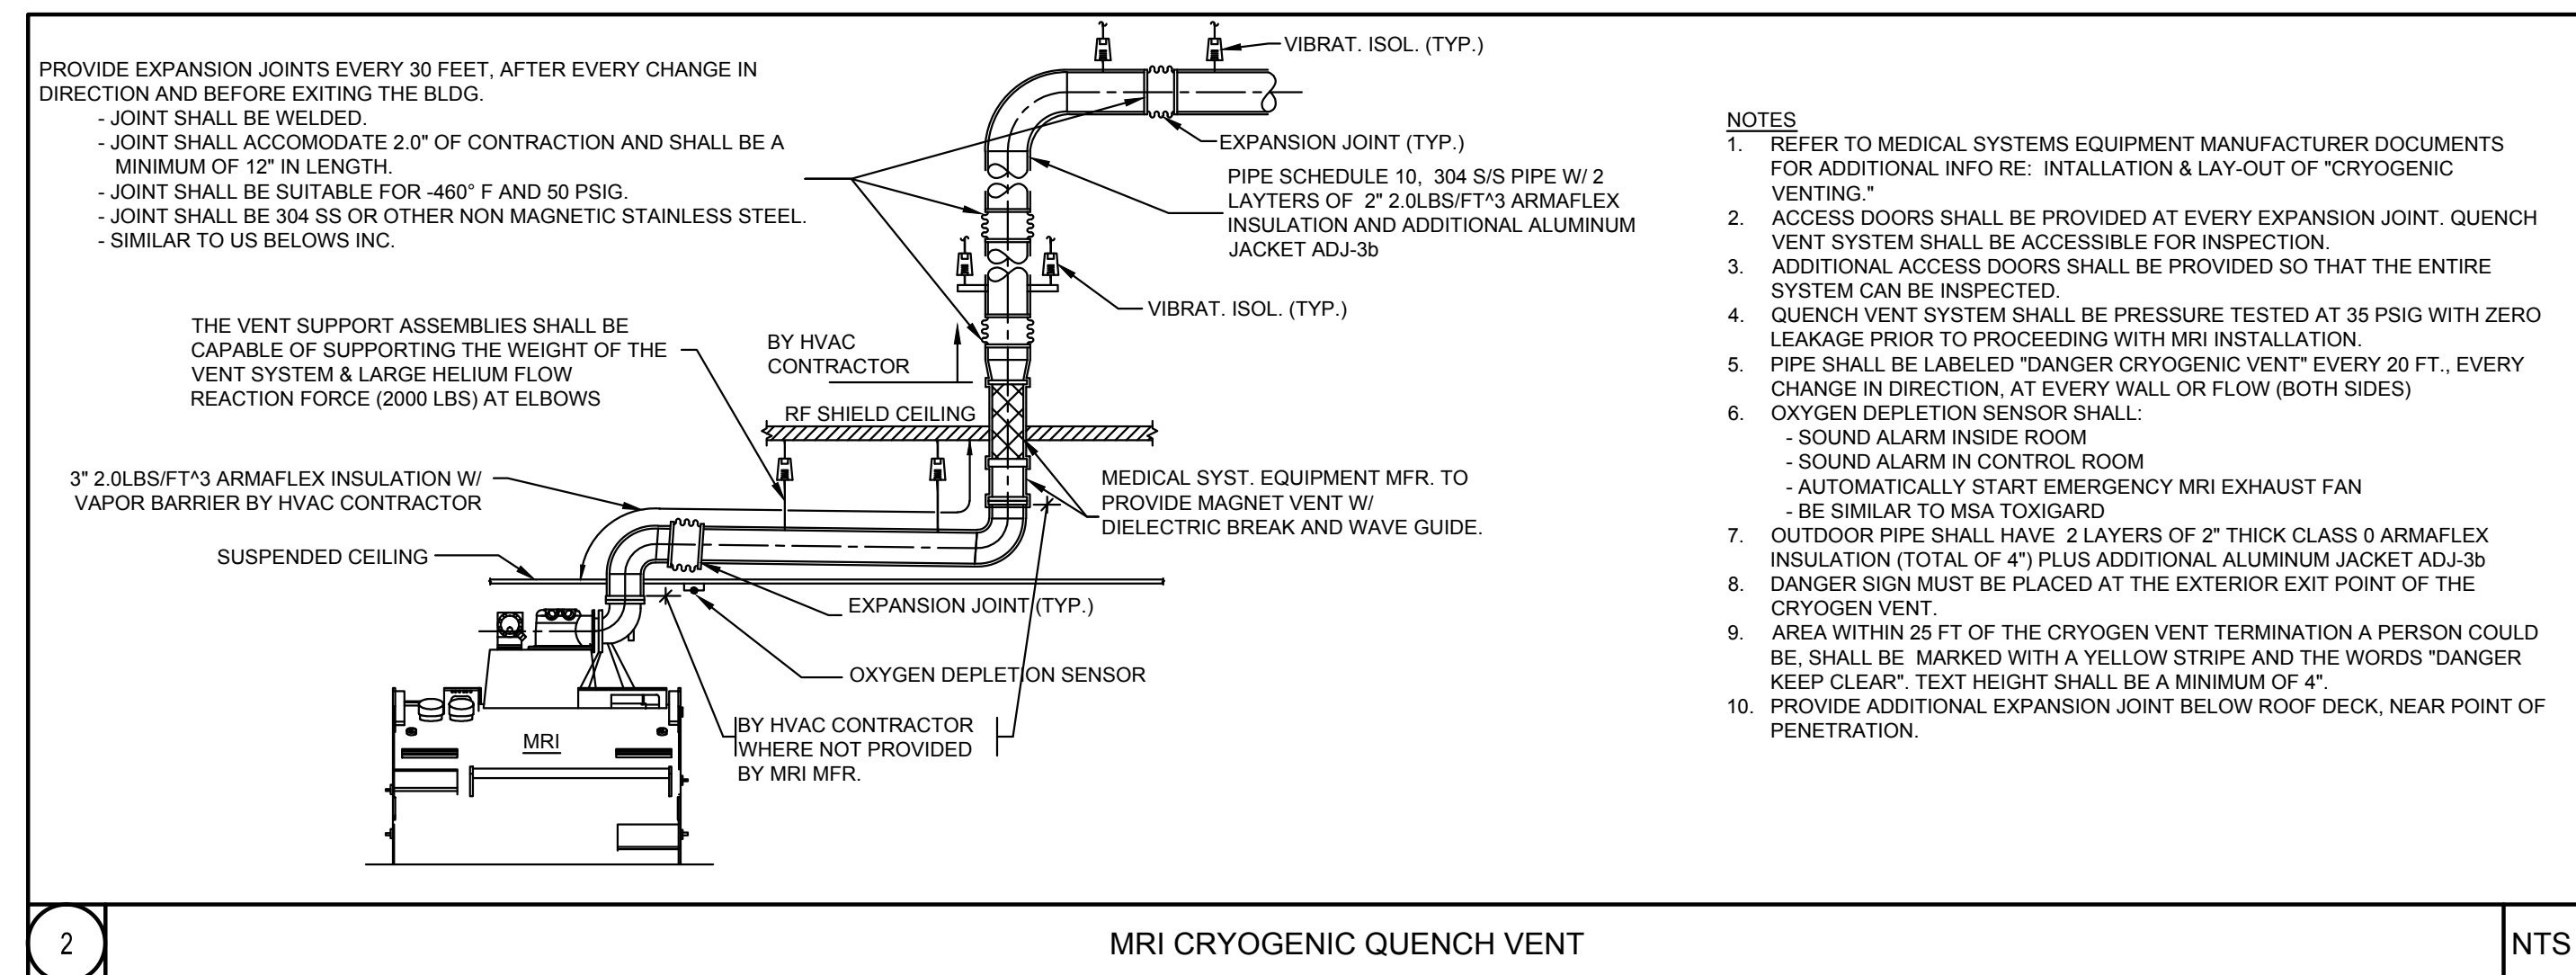 PROVIDE EXPANSION JOINTS EVERY 30 FEET, AFTER EVERY CHANGE IN
DIRECTION AND BEFORE EXITING THE BLDG.
- JOINT SHALL BE WELDED.
- JOINT SHALL ACCOMODATE 2.0" OF CONTRACTION AND SHALL BE A
MINIMUM OF 12" IN LENGTH.
- JOINT SHALL BE SUITABLE FOR -460° F AND 50 PSIG.
- JOINT SHALL BE 304 SS OR OTHER NON MAGNETIC STAINLESS STEEL.
- SIMILAR TO US BELOWS INC.
VIBRAT. ISOL. (TYP.)
EXPANSION JOINT (TYP.)
PIPE SCHEDULE 10, 304 S/S PIPE W/ 2
LAYTERS OF 2" 2.0LBS/FT^3 ARMAFLEX
INSULATION AND ADDITIONAL ALUMINUM
JACKET ADJ-3b
VIBRAT. ISOL. (TYP.)
THE VENT SUPPORT ASSEMBLIES SHALL BE
CAPABLE OF SUPPORTING THE WEIGHT OF THE
VENT SYSTEM & LARGE HELIUM FLOW
REACTION FORCE (2000 LBS) AT ELBOWS
BY HVAC
CONTRACTOR
RF SHIELD CEILING
3" 2.0LBS/FT^3 ARMAFLEX INSULATION W/
VAPOR BARRIER BY HVAC CONTRACTOR
MEDICAL SYST. EQUIPMENT MFR. TO
PROVIDE MAGNET VENT W/
DIELECTRIC BREAK AND WAVE GUIDE.
SUSPENDED CEILING
EXPANSION JOINT (TYP.)
OXYGEN DEPLETION SENSOR
BY HVAC CONTRACTOR
WHERE NOT PROVIDED
BY MRI MFR.
MRI
NOTES
1. REFER TO MEDICAL SYSTEMS EQUIPMENT MANUFACTURER DOCUMENTS
FOR ADDITIONAL INFO RE: INTALLATION & LAY-OUT OF "CRYOGENIC
VENTING."
2. ACCESS DOORS SHALL BE PROVIDED AT EVERY EXPANSION JOINT. QUENCH
VENT SYSTEM SHALL BE ACCESSIBLE FOR INSPECTION.
3. ADDITIONAL ACCESS DOORS SHALL BE PROVIDED SO THAT THE ENTIRE
SYSTEM CAN BE INSPECTED.
4. QUENCH VENT SYSTEM SHALL BE PRESSURE TESTED AT 35 PSIG WITH ZERO
LEAKAGE PRIOR TO PROCEEDING WITH MRI INSTALLATION.
5. PIPE SHALL BE LABELED "DANGER CRYOGENIC VENT" EVERY 20 FT., EVERY
CHANGE IN DIRECTION, AT EVERY WALL OR FLOW (BOTH SIDES)
6. OXYGEN DEPLETION SENSOR SHALL:
- SOUND ALARM INSIDE ROOM
- SOUND ALARM IN CONTROL ROOM
- AUTOMATICALLY START EMERGENCY MRI EXHAUST FAN
- BE SIMILAR TO MSA TOXIGARD
7. OUTDOOR PIPE SHALL HAVE 2 LAYERS OF 2" THICK CLASS 0 ARMAFLEX
INSULATION (TOTAL OF 4") PLUS ADDITIONAL ALUMINUM JACKET ADJ-3b
8. DANGER SIGN MUST BE PLACED AT THE EXTERIOR EXIT POINT OF THE
CRYOGEN VENT.
9. AREA WITHIN 25 FT OF THE CRYOGEN VENT TERMINATION A PERSON COULD
BE, SHALL BE MARKED WITH A YELLOW STRIPE AND THE WORDS "DANGER
KEEP CLEAR". TEXT HEIGHT SHALL BE A MINIMUM OF 4".
10. PROVIDE ADDITIONAL EXPANSION JOINT BELOW ROOF DECK, NEAR POINT OF
PENETRATION.
2
MRI CRYOGENIC QUENCH VENT
NTS